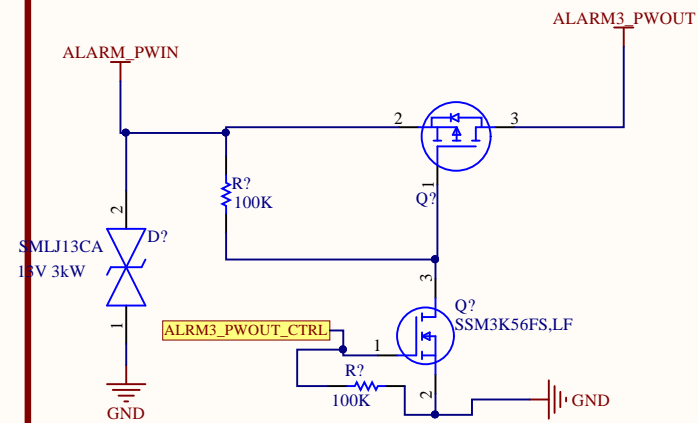 ALARM3_PWOUT
ALARM_PWIN
2
3
R?
100K
1
Q?
2
D?
SMLJ13CA
13V 3kW
3
1
Q?
SSM3K56FS,LF
ALRM3_PWOUT_CTRL
1
R?
100K
2
GND
GND